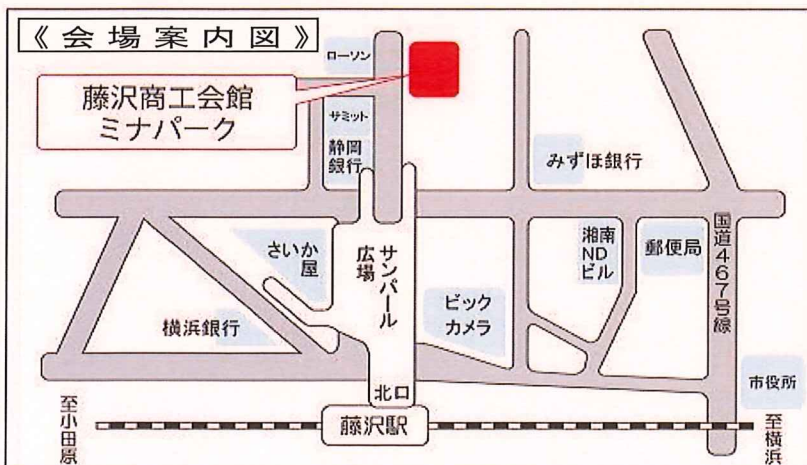 《会場案内図》
藤沢商工会館
ミナパーク
ローソン
サミット
静岡
銀行
みずほ銀行
さいか
屋
サンパール
広場
湘南
ND
ビル
郵便局
国道467号線
横浜銀行
ビック
カメラ
市役所
北口
藤沢駅
至小田原
至横浜